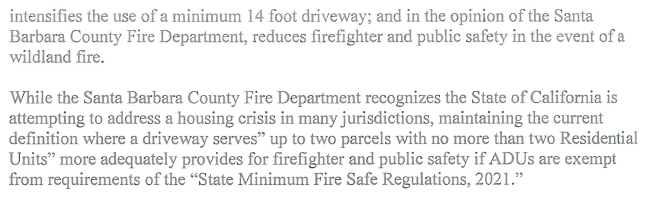 intensifies the use of a minimum 14 foot driveway; and in the opinion of the Santa
Barbara County Fire Department, reduces firefighter and public safety in the event of a
wildland fire.
While the Santa Barbara County Fire Department recognizes the State of California is
attempting to address a housing crisis in many jurisdictions, maintaining the current
definition where a driveway serves” up to two parcels with no more than two Residential
Units” more adequately provides for firefighter and public safety if ADUs are exempt
from requirements of the “State Minimum Fire Safe Regulations, 2021.”